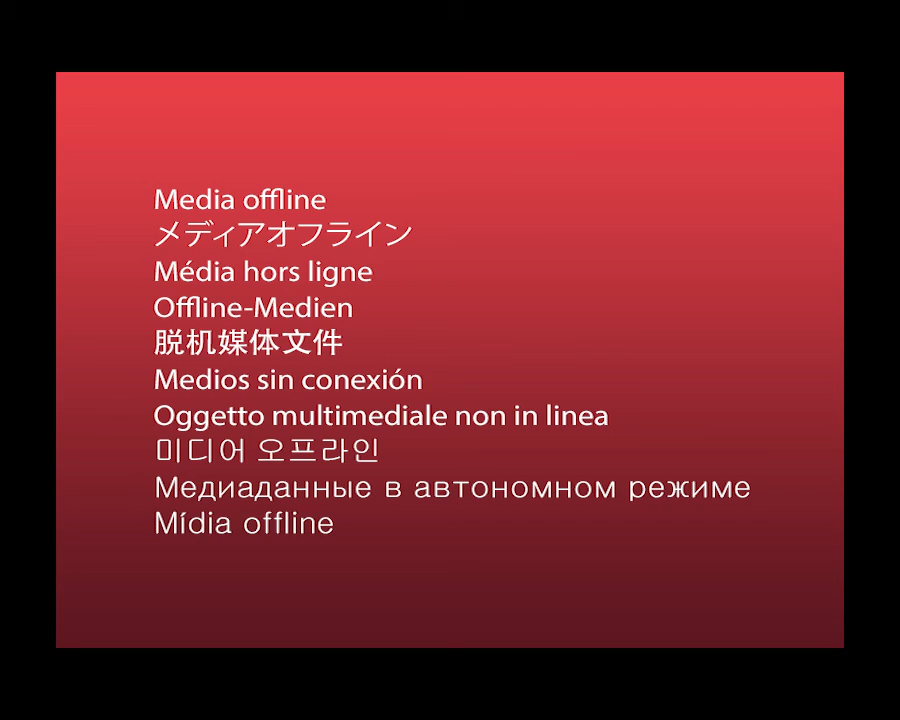 Media offline
メディアオフライン
Média hors ligne
Offline-Medien
脱机媒体文件
Medios sin conexión
Oggetto multimediale non in linea
미디어 오프라인
Медиаданные в автономном режиме
Mídia offline